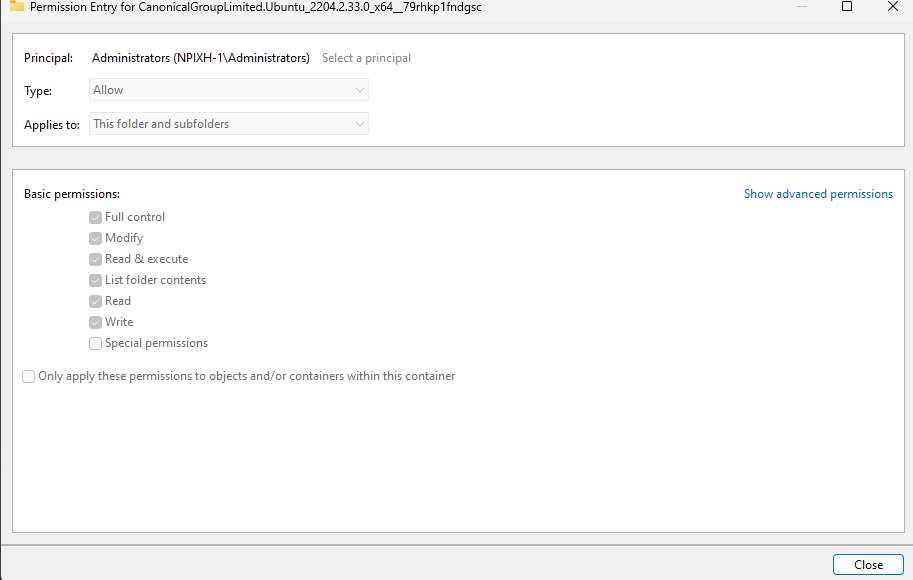 Permission Entry for CanonicalGroupLimited.Ubuntu_2204.2.33.0_x64__79rhkp1fndgsc
Principal: Administrators (NPIXH-1\Administrators) Select a principal
Type: Allow
Applies to: This folder and subfolders
Basic permissions: Show advanced permissions
Full control
Modify
Read & execute
List folder contents
Read
Write
Special permissions
Only apply these permissions to objects and/or containers within this container
Close